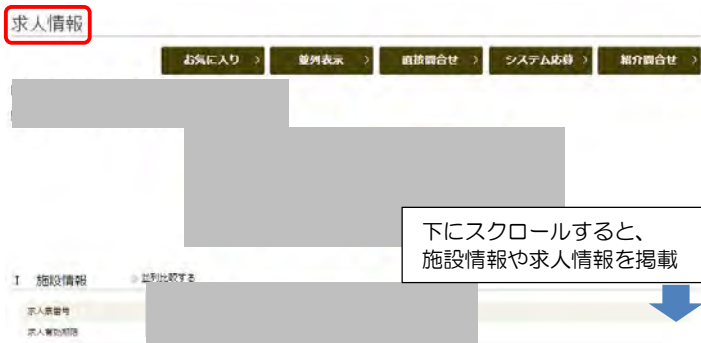 求人情報
お気に入り > 並列表示 > 直接問合せ > システム応募 > 紹介問合せ >
下にスクロールすると、
施設情報や求人情報を掲載
I 施設情報 並列比較する
求人票番号
求人有効期限